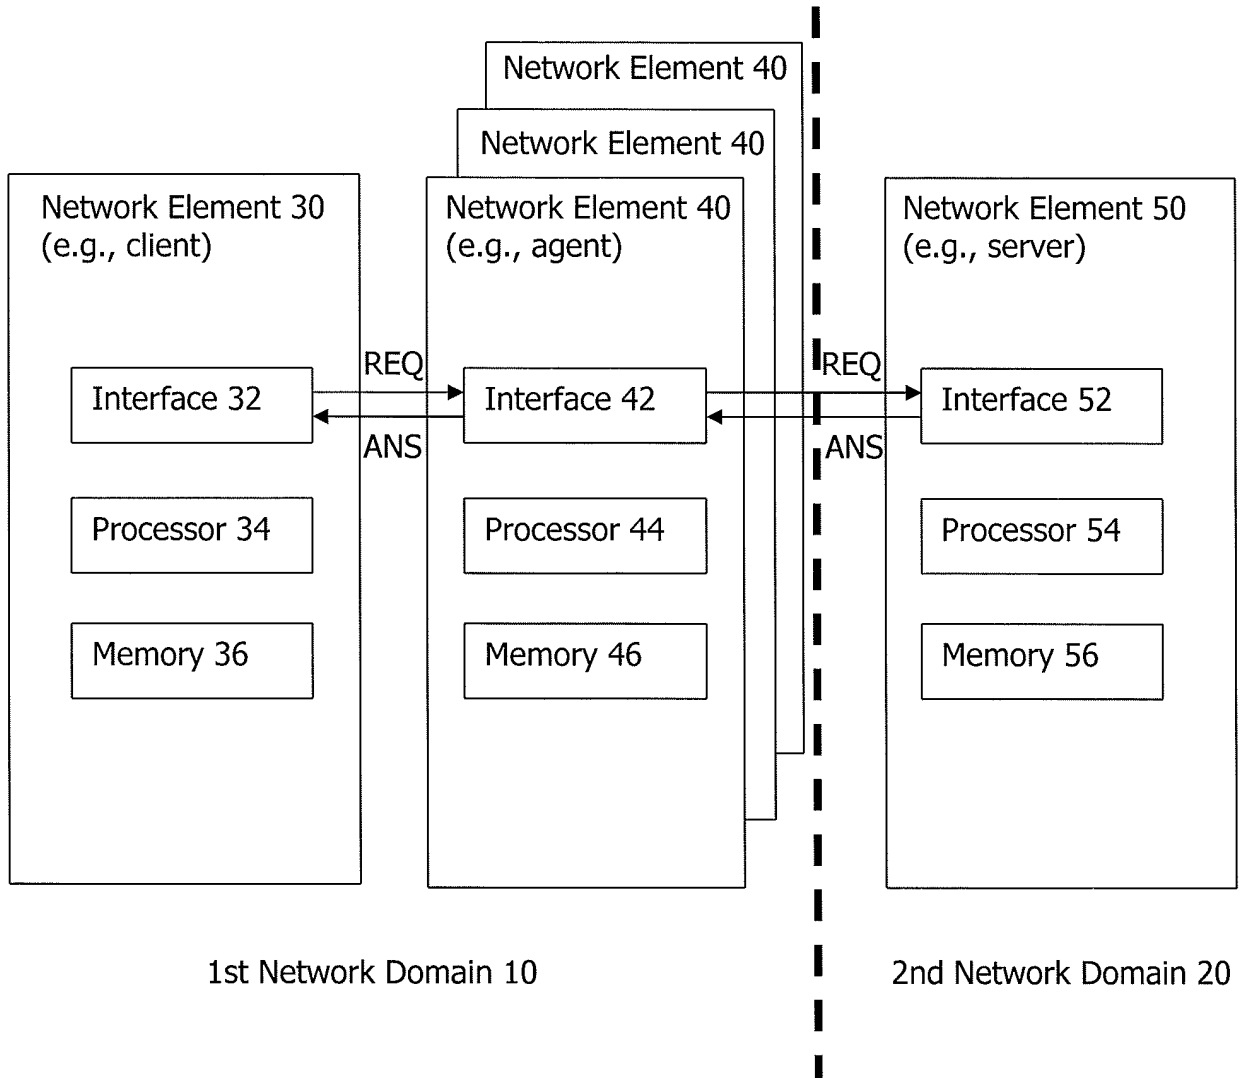 Network Element 40
Network Element 40
Network Element 30
(e.g., client)
Network Element 40
(e.g., agent)
Network Element 50
(e.g., server)
REQ
REQ
Interface 32
Interface 42
Interface 52
ANS
ANS
Processor 34
Processor 44
Processor 54
Memory 36
Memory 46
Memory 56
1st Network Domain 10
2nd Network Domain 20